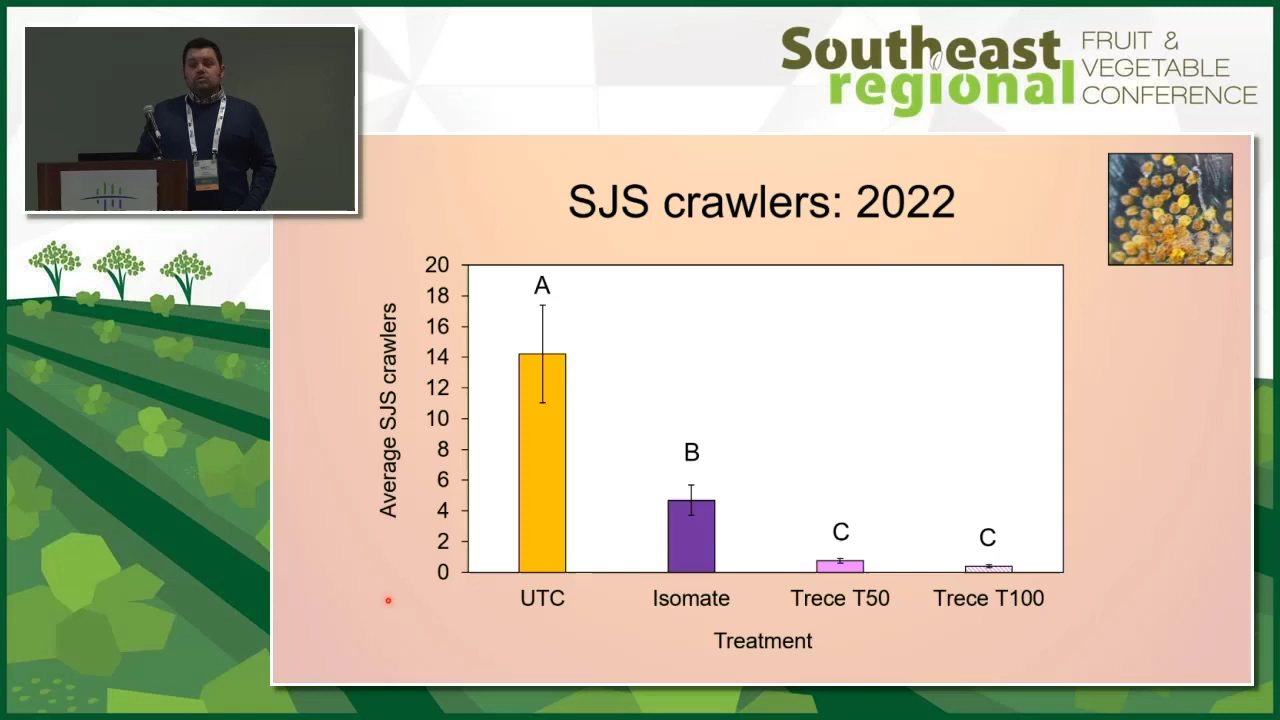 Southeast
regional
FRUIT &
VEGETABLE
CONFERENCE
SJS crawlers: 2022
Average SJS crawlers
20
18
16
14
12
10
8
6
4
2
0
A
B
C
C
UTC
Isomate
Trece T50
Trece T100
Treatment